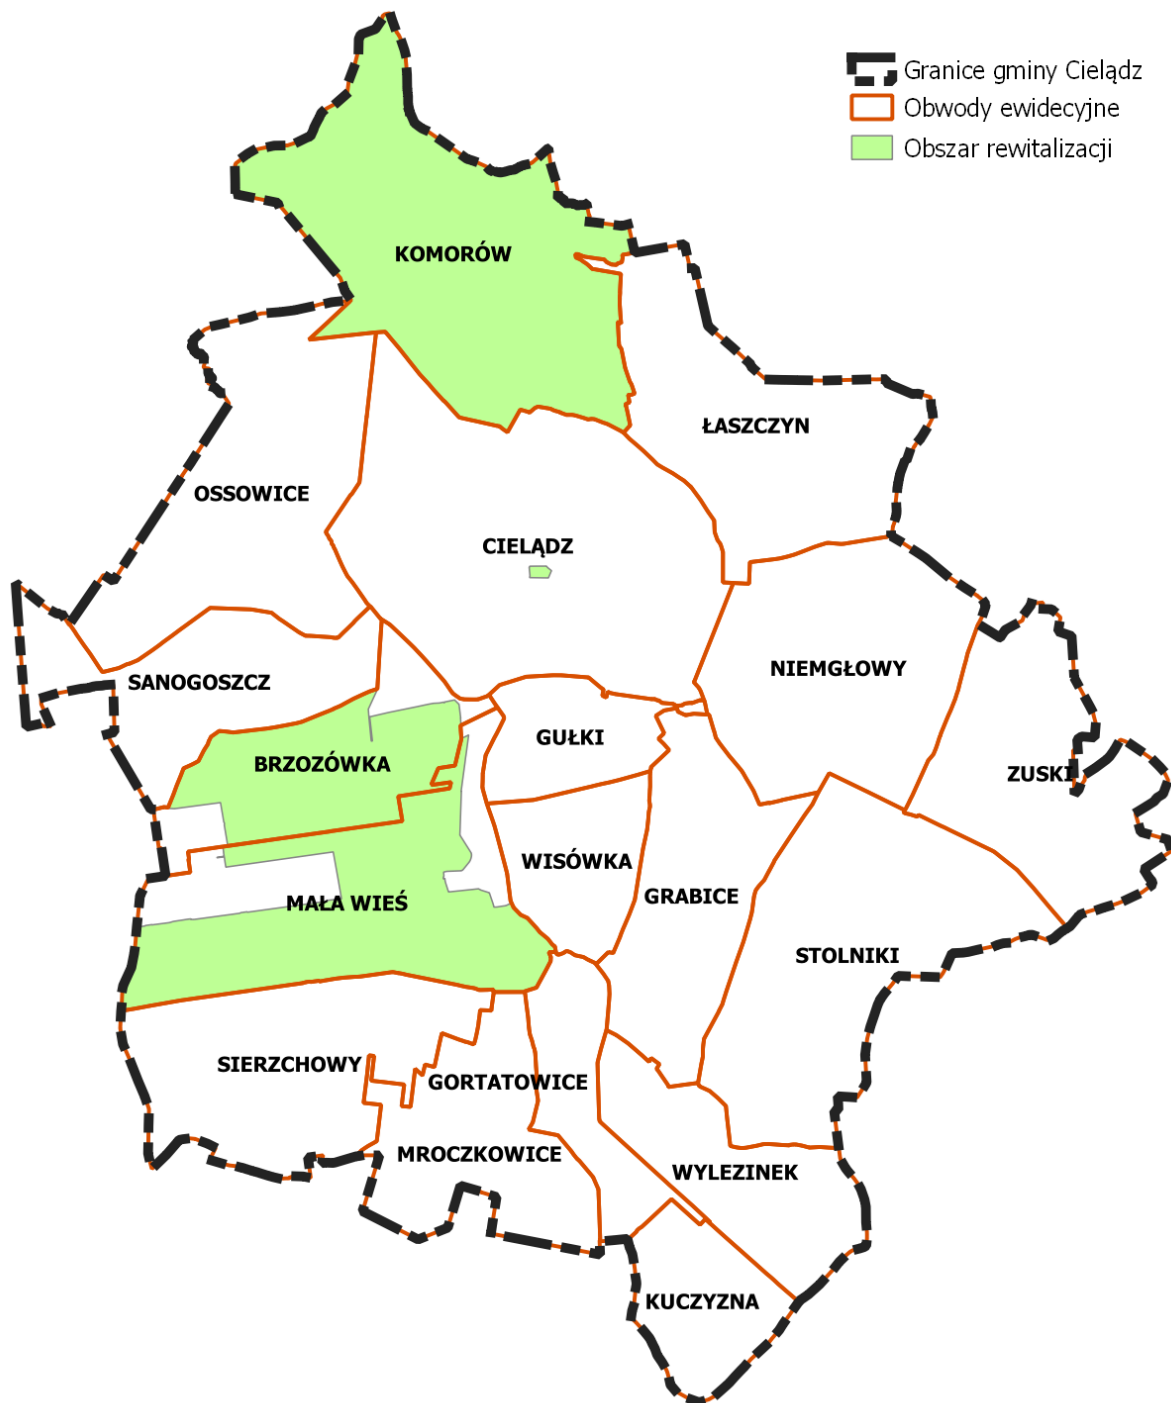 Granice gminy Cielądz
Obwody ewidecyjne
Obszar rewitalizacji
KOMORÓW
ŁASZCZYN
OSSOWICE
CIELĄDZ
NIEMGŁOWY
SANOGOSZCZ
GUŁKI
BRZOZÓWKA
ZUSKI
WISÓWKA
GRABICE
MAŁA WIEŚ
STOLNIKI
SIERZCHOWY
GORTATOWICE
MROCZKOWICE
WYLEZINEK
KUCZYZNA